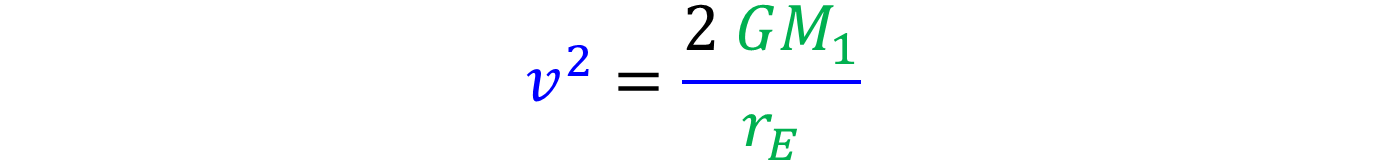 v² = 2 GM₁ / r_E